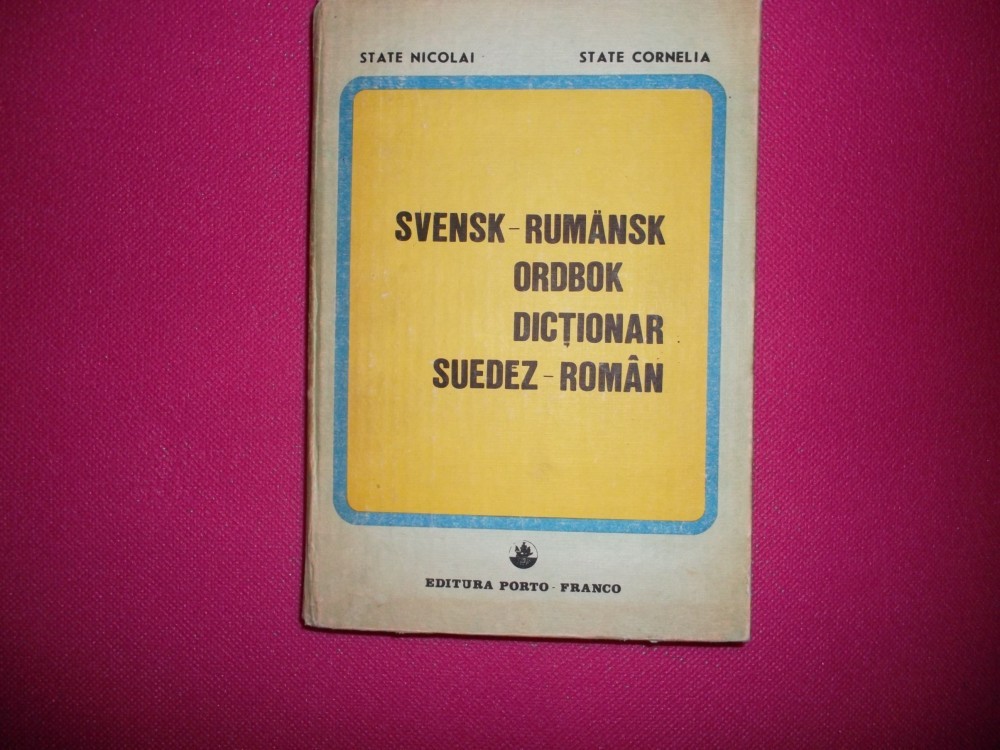 STATE NICOLAI STATE CORNELIA
SVENSK-RUMÄNSK
ORDBOK
DICȚIONAR
SUEDEZ-ROMÂN
EDITURA PORTO-FRANCO